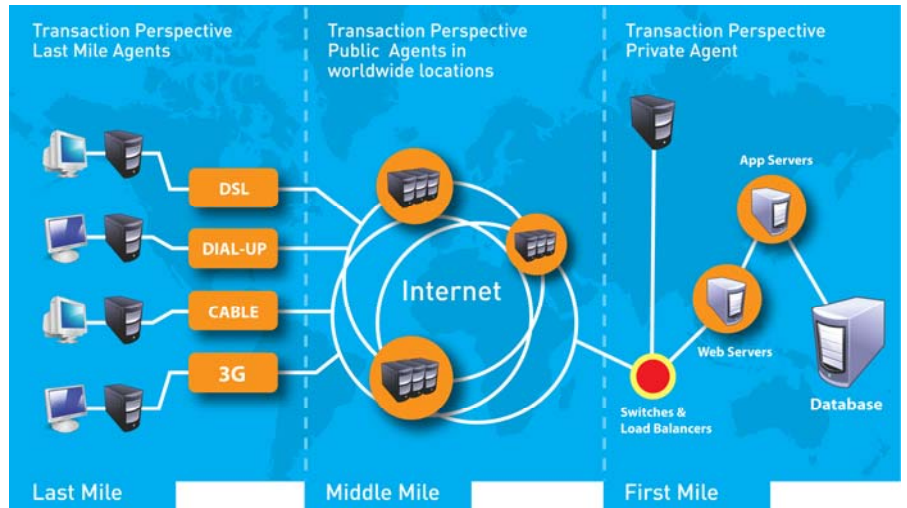 Transaction Perspective
Last Mile Agents
Transaction Perspective
Public Agents in
worldwide locations
Transaction Perspective
Private Agent
DSL
DIAL-UP
CABLE
3G
Internet
App Servers
Web Servers
Switches &
Load Balancers
Database
Last Mile
Middle Mile
First Mile